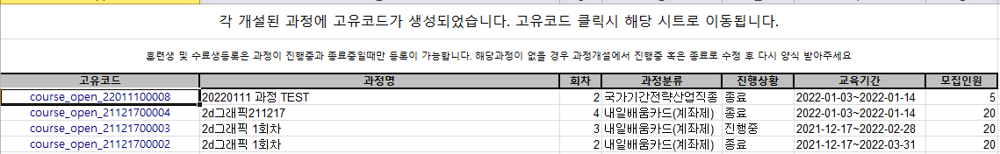 각 개설된 과정에 고유코드가 생성되었습니다. 고유코드 클릭시 해당 시트로 이동됩니다.
훈련생 및 수료생등록은 과정이 진행중과 종료중일때만 등록이 가능합니다. 해당과정이 없을 경우 과정개설에서 진행중 혹은 종료로 수정 후 다시 양식 받아주세요
고유코드 과정명 회차 과정분류 진행상황 교육기간 모집인원
course_open_22011100008 20220111 과정 TEST 2 국가기간전략산업직종 종료 2022-01-03~2022-01-14 5
course_open_21121700004 2d그래픽211217 4 내일배움카드(계좌제) 종료 2022-01-03~2022-01-14 20
course_open_21121700003 2d그래픽 1회차 3 내일배움카드(계좌제) 진행중 2021-12-17~2022-02-28 20
course_open_21121700002 2d그래픽 1회차 2 내일배움카드(계좌제) 종료 2021-12-17~2022-03-31 20